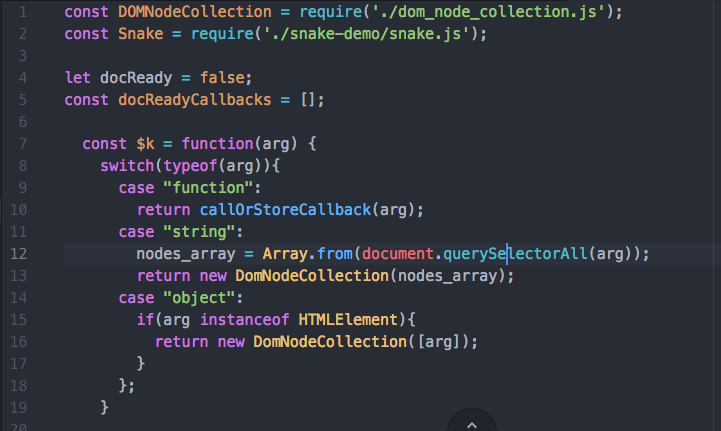 1 const DOMNodeCollection = require('./dom_node_collection.js');
2 const Snake = require('./snake-demo/snake.js');
3
4 let docReady = false;
5 const docReadyCallbacks = [];
6
7   const $k = function(arg) {
8     switch(typeof(arg)){
9       case "function":
10         return callOrStoreCallback(arg);
11       case "string":
12         nodes_array = Array.from(document.querySelectorAll(arg));
13         return new DomNodeCollection(nodes_array);
14       case "object":
15         if(arg instanceof HTMLElement){
16           return new DomNodeCollection([arg]);
17         }
18       };
19     }
20